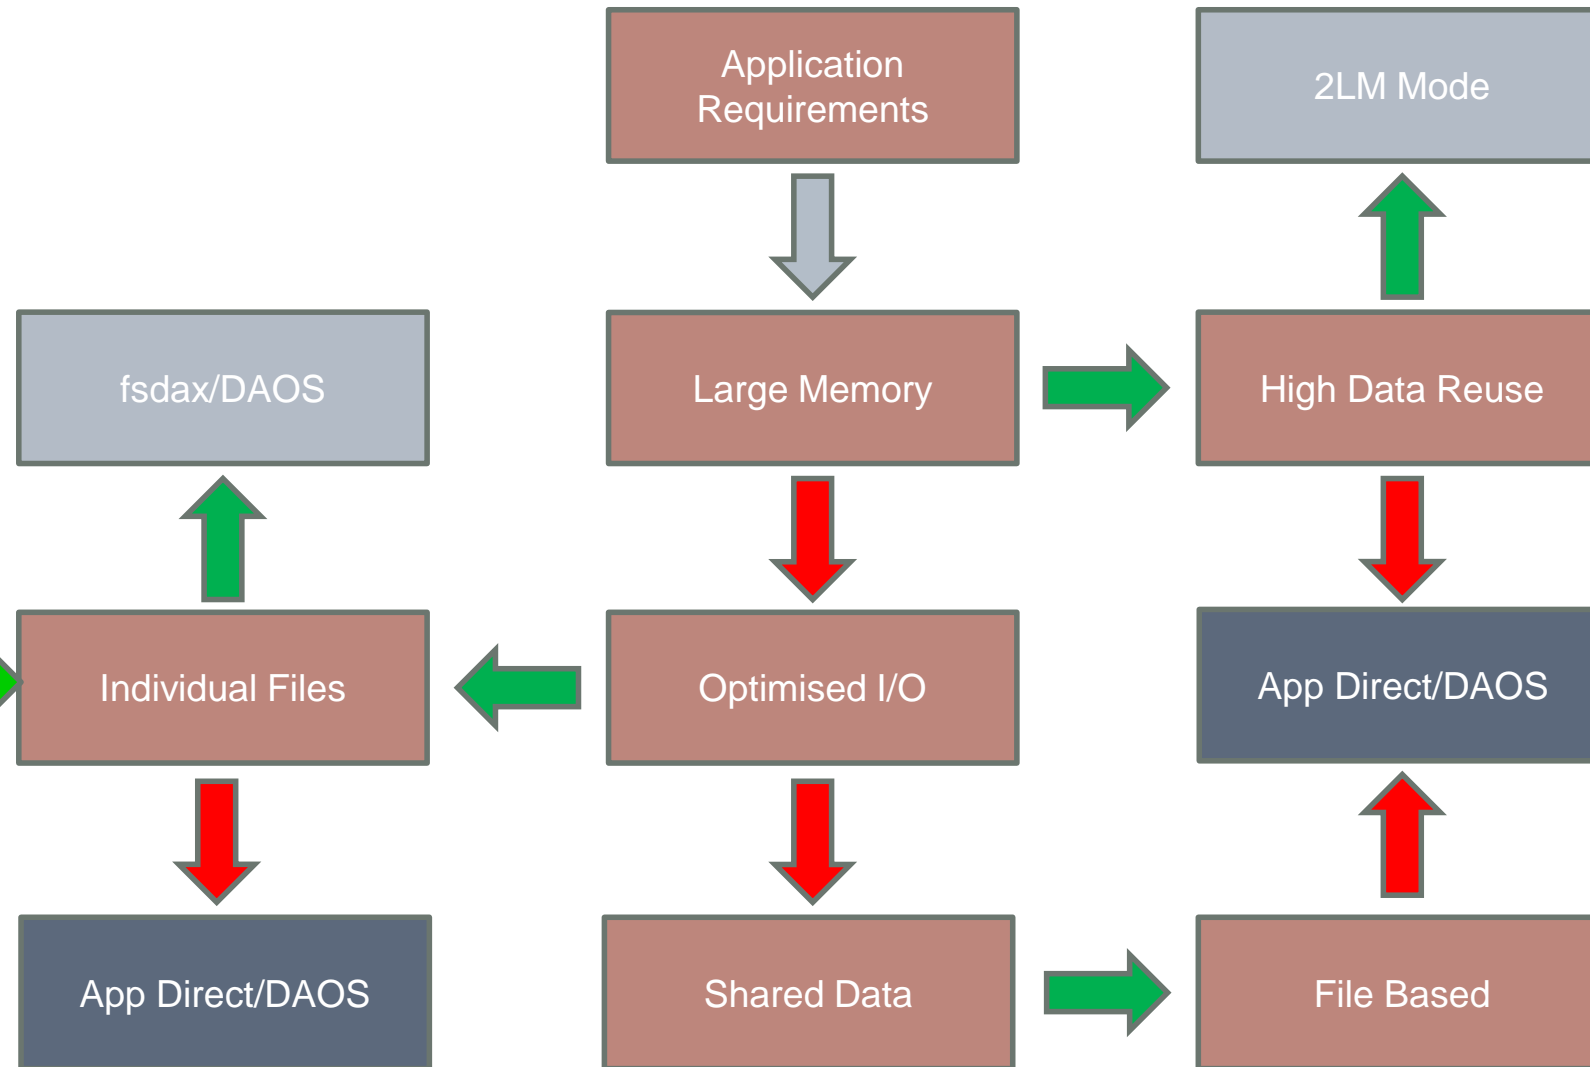 Application
Requirements
2LM Mode
fsdax/DAOS
Large Memory
High Data Reuse
Individual Files
Optimised I/O
App Direct/DAOS
App Direct/DAOS
Shared Data
File Based